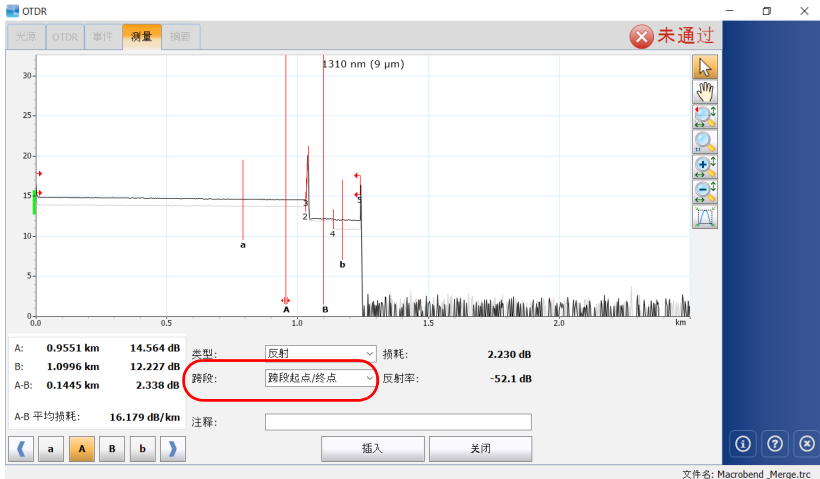 OTDR
光源 OTDR 事件 测量 摘要
未通过
1310 nm (9 µm)
30
25
20
15
10
5
0
3
2
4
5
a
b
A
B
0.0 0.5 1.0 1.5 2.0 km
A: 0.9551 km 14.564 dB
B: 1.0996 km 12.227 dB
A-B: 0.1445 km 2.338 dB
A-B 平均损耗: 16.179 dB/km
类型: 反射 损耗: 2.230 dB
跨段: 跨段起点/终点 反射率: -52.1 dB
注释:
a A B b 插入 关闭
文件名: Macrobend _Merge.trc